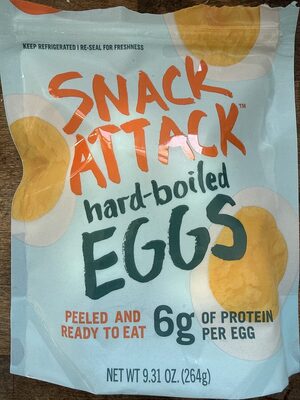 KEEP REFRIGERATED | RE-SEAL FOR FRESHNESS
SNACK
ATTACK™
hard-boiled
EGGS
PEELED AND
READY TO EAT
6g
OF PROTEIN
PER EGG
NET WT 9.31 OZ. (264g)